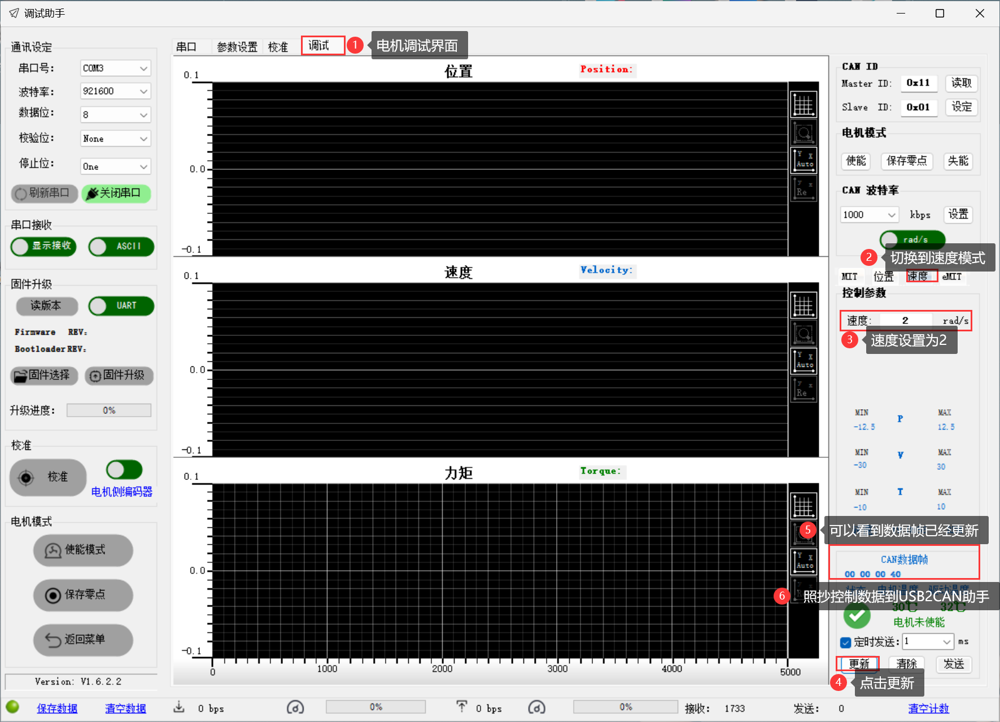 调试助手
通讯设定
串口号: COM3
波特率: 921600
数据位: 8
校验位: None
停止位: One
刷新串口 关闭串口
串口接收
显示接收 ASCII
固件升级
读版本 UART
Firmware REV:
Bootloader REV:
固件选择 固件升级
升级进度: 0%
校准
校准
电机侧编码器
电机模式
使能模式
保存零点
返回菜单
Version: V1.6.2.2
串口 参数设置 校准 调试 1 电机调试界面
位置 Position:
0.1
0.0
-0.1
Y X
Auto
y x
Re
速度 Velocity:
0.1
0.0
-0.1
Y X
Auto
y x
Re
力矩 Torque:
0.1
0.0
-0.1
Y X
Auto
0 1000 2000 3000 4000 5000
CAN ID
Master ID: 0x11 读取
Slave ID: 0x01 设定
电机模式
使能 保存零点 失能
CAN 波特率
1000 kbps 设置
rad/s
2 切换到速度模式
MIT 位置 速度 eMIT
控制参数
速度: 2 rad/s
3 速度设置为2
MIN P MAX
-12.5 12.5
MIN V MAX
-30 30
MIN T MAX
-10 10
5 可以看到数据帧已经更新
CAN数据帧
00 00 00 40
状态 电机温度 驱动温度
6 照抄控制数据到USB2CAN助手
30℃ 32℃
电机未使能
定时发送: 1 ms
更新 清除 发送
4 点击更新
保存数据 清空数据 0 bps 0% 0 bps 0% 接收: 1733 发送: 0 清空计数